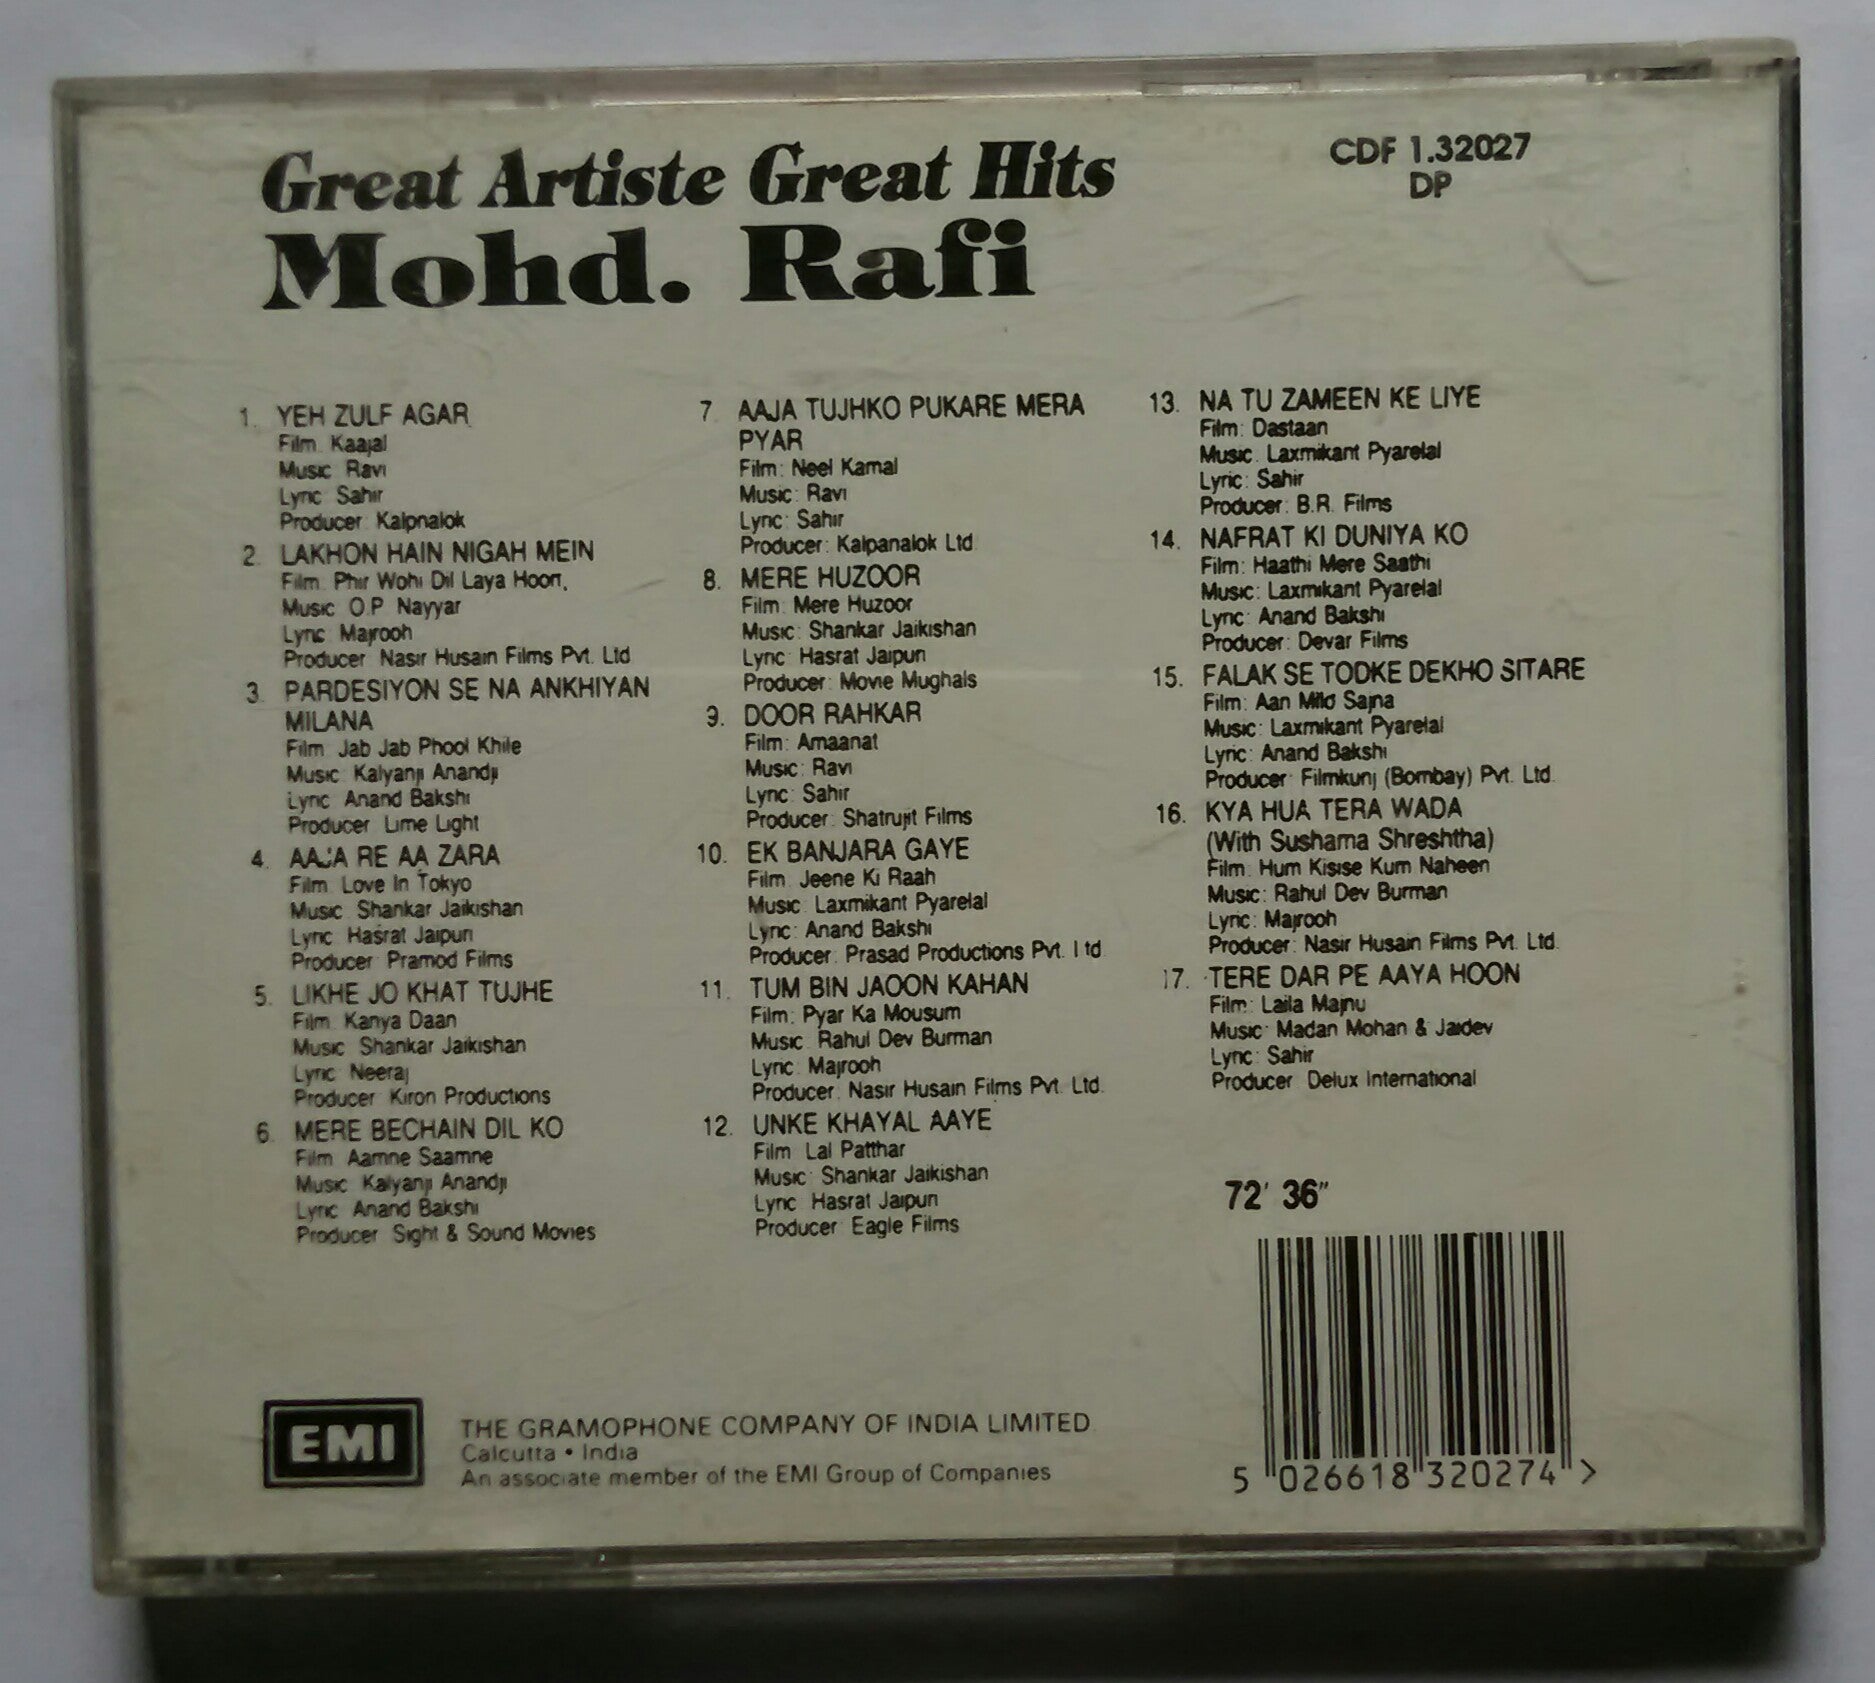 Great Artiste Great Hits
Mohd. Rafi
CDF 1.32027
DP
1. YEH ZULF AGAR
Film: Kaajal
Music: Ravi
Lyric: Sahir
Producer: Kalpnalok
2. LAKHON HAIN NIGAH MEIN
Film: Phir Wohi Dil Laya Hoon,
Music: O.P. Nayyar
Lyric: Majrooh
Producer: Nasir Husain Films Pvt. Ltd
3. PARDESIYON SE NA ANKHIYAN
MILANA
Film: Jab Jab Phool Khile
Music: Kalyanji Anandji
Lyric: Anand Bakshi
Producer: Lime Light
4. AAJA RE AA ZARA
Film: Love In Tokyo
Music: Shankar Jaikishan
Lyric: Hasrat Jaipuri
Producer: Pramod Films
5. LIKHE JO KHAT TUJHE
Film: Kanya Daan
Music: Shankar Jaikishan
Lyric: Neeraj
Producer: Kiron Productions
6. MERE BECHAIN DIL KO
Film: Aamne Saamne
Music: Kalyanji Anandji
Lyric: Anand Bakshi
Producer: Sight & Sound Movies
7. AAJA TUJHKO PUKARE MERA
PYAR
Film: Neel Kamal
Music: Ravi
Lyric: Sahir
Producer: Kalpanalok Ltd.
8. MERE HUZOOR
Film: Mere Huzoor
Music: Shankar Jaikishan
Lyric: Hasrat Jaipuri
Producer: Movie Mughals
9. DOOR RAHKAR
Film: Amaanat
Music: Ravi
Lyric: Sahir
Producer: Shatrujit Films
10. EK BANJARA GAYE
Film: Jeene Ki Raah
Music: Laxmikant Pyarelal
Lyric: Anand Bakshi
Producer: Prasad Productions Pvt. Ltd.
11. TUM BIN JAOON KAHAN
Film: Pyar Ka Mousum
Music: Rahul Dev Burman
Lyric: Majrooh
Producer: Nasir Husain Films Pvt. Ltd.
12. UNKE KHAYAL AAYE
Film: Lal Patthar
Music: Shankar Jaikishan
Lyric: Hasrat Jaipuri
Producer: Eagle Films
13. NA TU ZAMEEN KE LIYE
Film: Dastaan
Music: Laxmikant Pyarelal
Lyric: Sahir
Producer: B.R. Films
14. NAFRAT KI DUNIYA KO
Film: Haathi Mere Saathi
Music: Laxmikant Pyarelal
Lyric: Anand Bakshi
Producer: Devar Films
15. FALAK SE TODKE DEKHO SITARE
Film: Aan Milo Sajna
Music: Laxmikant Pyarelal
Lyric: Anand Bakshi
Producer: Filmkunj (Bombay) Pvt. Ltd.
16. KYA HUA TERA WADA
(With Sushama Shreshtha)
Film: Hum Kisise Kum Naheen
Music: Rahul Dev Burman
Lyric: Majrooh
Producer: Nasir Husain Films Pvt. Ltd.
17. TERE DAR PE AAYA HOON
Film: Laila Majnu
Music: Madan Mohan & Jaidev
Lyric: Sahir
Producer: Delux International
72' 36"
5 026618 320274 >
EMI
THE GRAMOPHONE COMPANY OF INDIA LIMITED
Calcutta • India
An associate member of the EMI Group of Companies